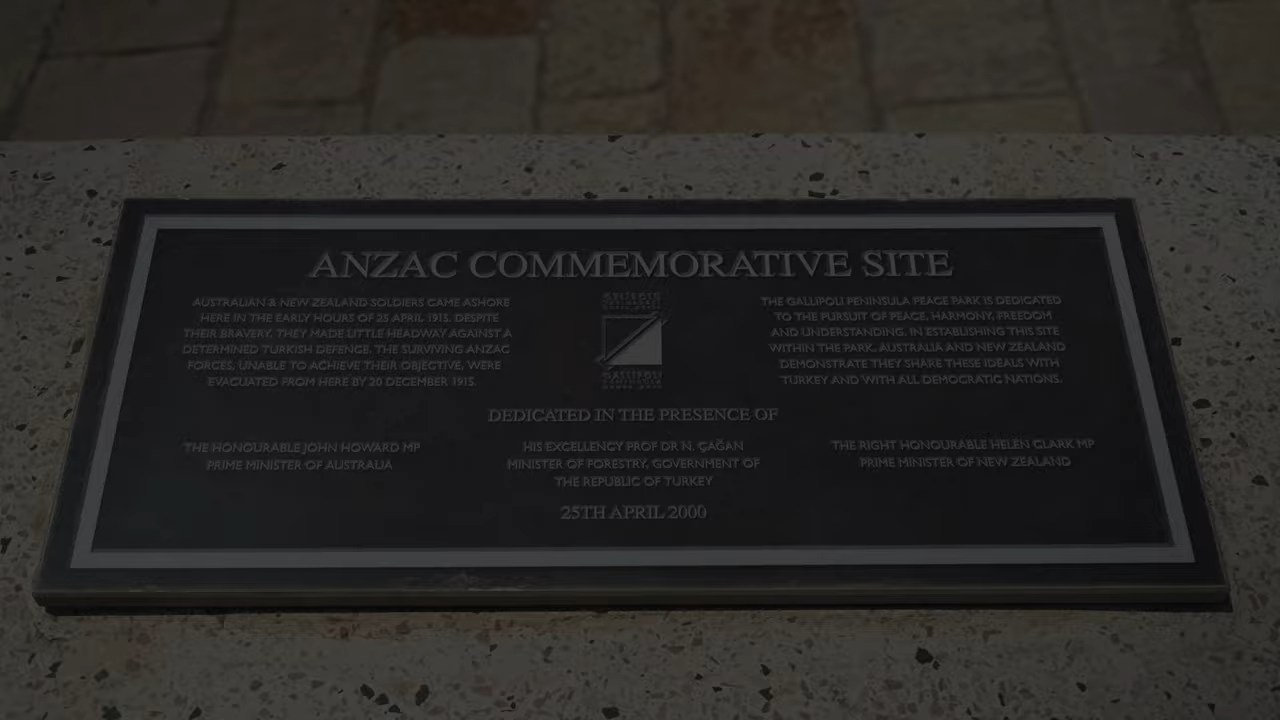 ANZAC COMMEMORATIVE SITE
AUSTRALIAN & NEW ZEALAND SOLDIERS CAME ASHORE
HERE IN THE EARLY HOURS OF 25 APRIL 1915. DESPITE
THEIR BRAVERY, THEY MADE LITTLE HEADWAY AGAINST A
DETERMINED TURKISH DEFENCE. THE SURVIVING ANZAC
FORCES, UNABLE TO ACHIEVE THEIR OBJECTIVE, WERE
EVACUATED FROM HERE BY 20 DECEMBER 1915.
GALLIPOLI
THE GALLIPOLI PENINSULA PEACE PARK IS DEDICATED
TO THE PURSUIT OF PEACE, HARMONY, FREEDOM
AND UNDERSTANDING. IN ESTABLISHING THIS SITE
WITHIN THE PARK, AUSTRALIA AND NEW ZEALAND
DEMONSTRATE THEY SHARE THESE IDEALS WITH
TURKEY AND WITH ALL DEMOCRATIC NATIONS.
DEDICATED IN THE PRESENCE OF
THE HONOURABLE JOHN HOWARD MP
PRIME MINISTER OF AUSTRALIA
HIS EXCELLENCY PROF DR N. ÇAĞAN
MINISTER OF FORESTRY, GOVERNMENT OF
THE REPUBLIC OF TURKEY
THE RIGHT HONOURABLE HELEN CLARK MP
PRIME MINISTER OF NEW ZEALAND
25TH APRIL 2000